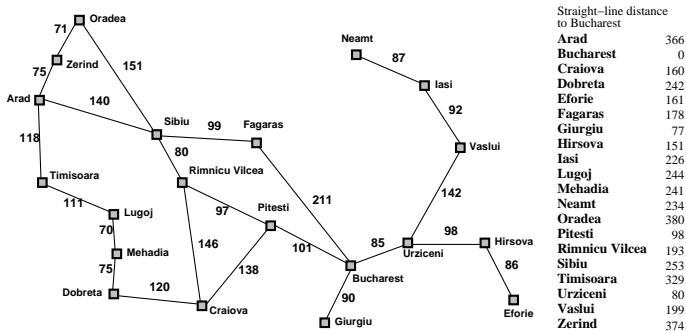 Oradea
71
Neamt
87
Zerind
151
75
Iasi
Arad
140
92
Sibiu
99
Fagaras
118
Vaslui
80
Rimnicu Vilcea
Timisoara
142
111
211
Lugoj
97
Pitesti
70
98
Hirsova
85
146
101
Urziceni
Mehadia
138
86
75
Bucharest
120
Dobreta
90
Craiova
Eforie
Giurgiu
Straight−line distance
to Bucharest
Arad 366
Bucharest 0
Craiova 160
Dobreta 242
Eforie 161
Fagaras 178
Giurgiu 77
Hirsova 151
Iasi 226
Lugoj 244
Mehadia 241
Neamt 234
Oradea 380
Pitesti 98
Rimnicu Vilcea 193
Sibiu 253
Timisoara 329
Urziceni 80
Vaslui 199
Zerind 374